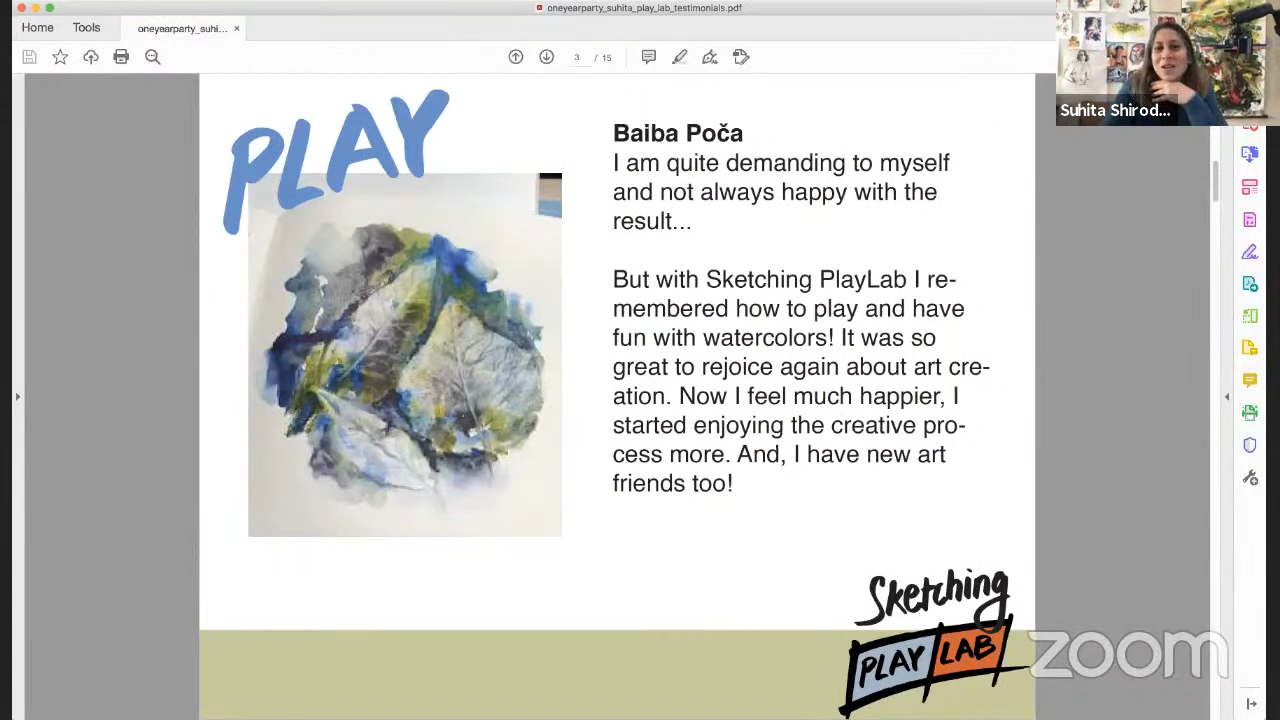 oneyearparty_suhita_play_lab_testimonials.pdf
Home
Tools
oneyearparty_suhi...
3 / 15
Suhita Shirod...
PLAY
Baiba Poča
I am quite demanding to myself
and not always happy with the
result...
But with Sketching PlayLab I re-
membered how to play and have
fun with watercolors! It was so
great to rejoice again about art cre-
ation. Now I feel much happier, I
started enjoying the creative pro-
cess more. And, I have new art
friends too!
Sketching
PLAY LAB
zoom